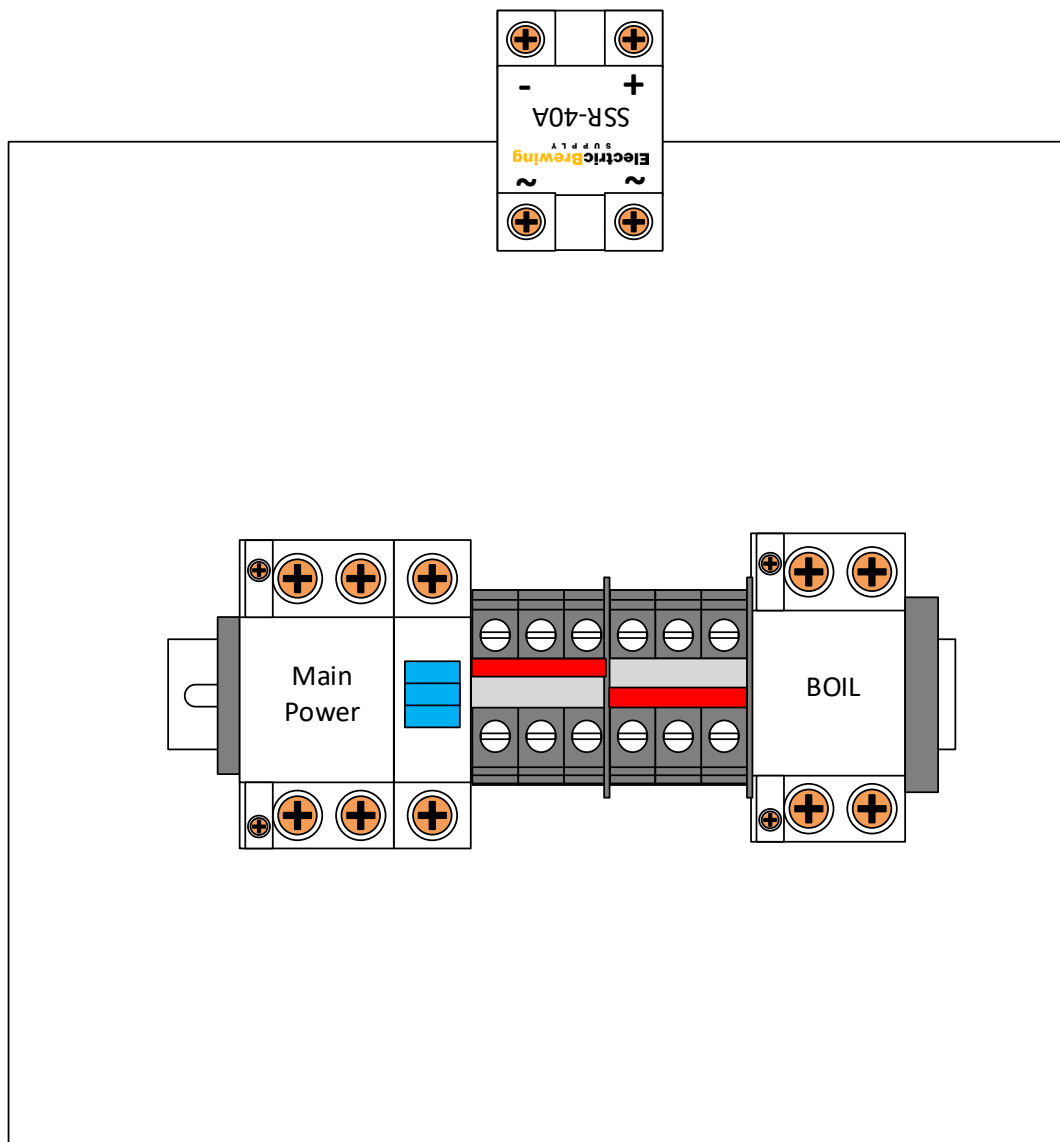 - +
SSR-40A
SUPPLY
ElectricBrewing
~ ~
Main
Power
BOIL